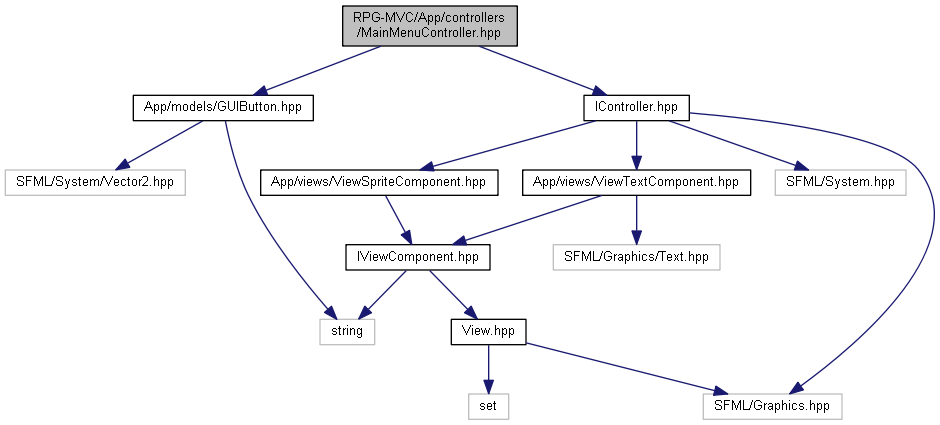 RPG-MVC/App/controllers
/MainMenuController.hpp
App/models/GUIButton.hpp
IController.hpp
SFML/System/Vector2.hpp
App/views/ViewSpriteComponent.hpp
App/views/ViewTextComponent.hpp
SFML/System.hpp
IViewComponent.hpp
SFML/Graphics/Text.hpp
string
View.hpp
set
SFML/Graphics.hpp